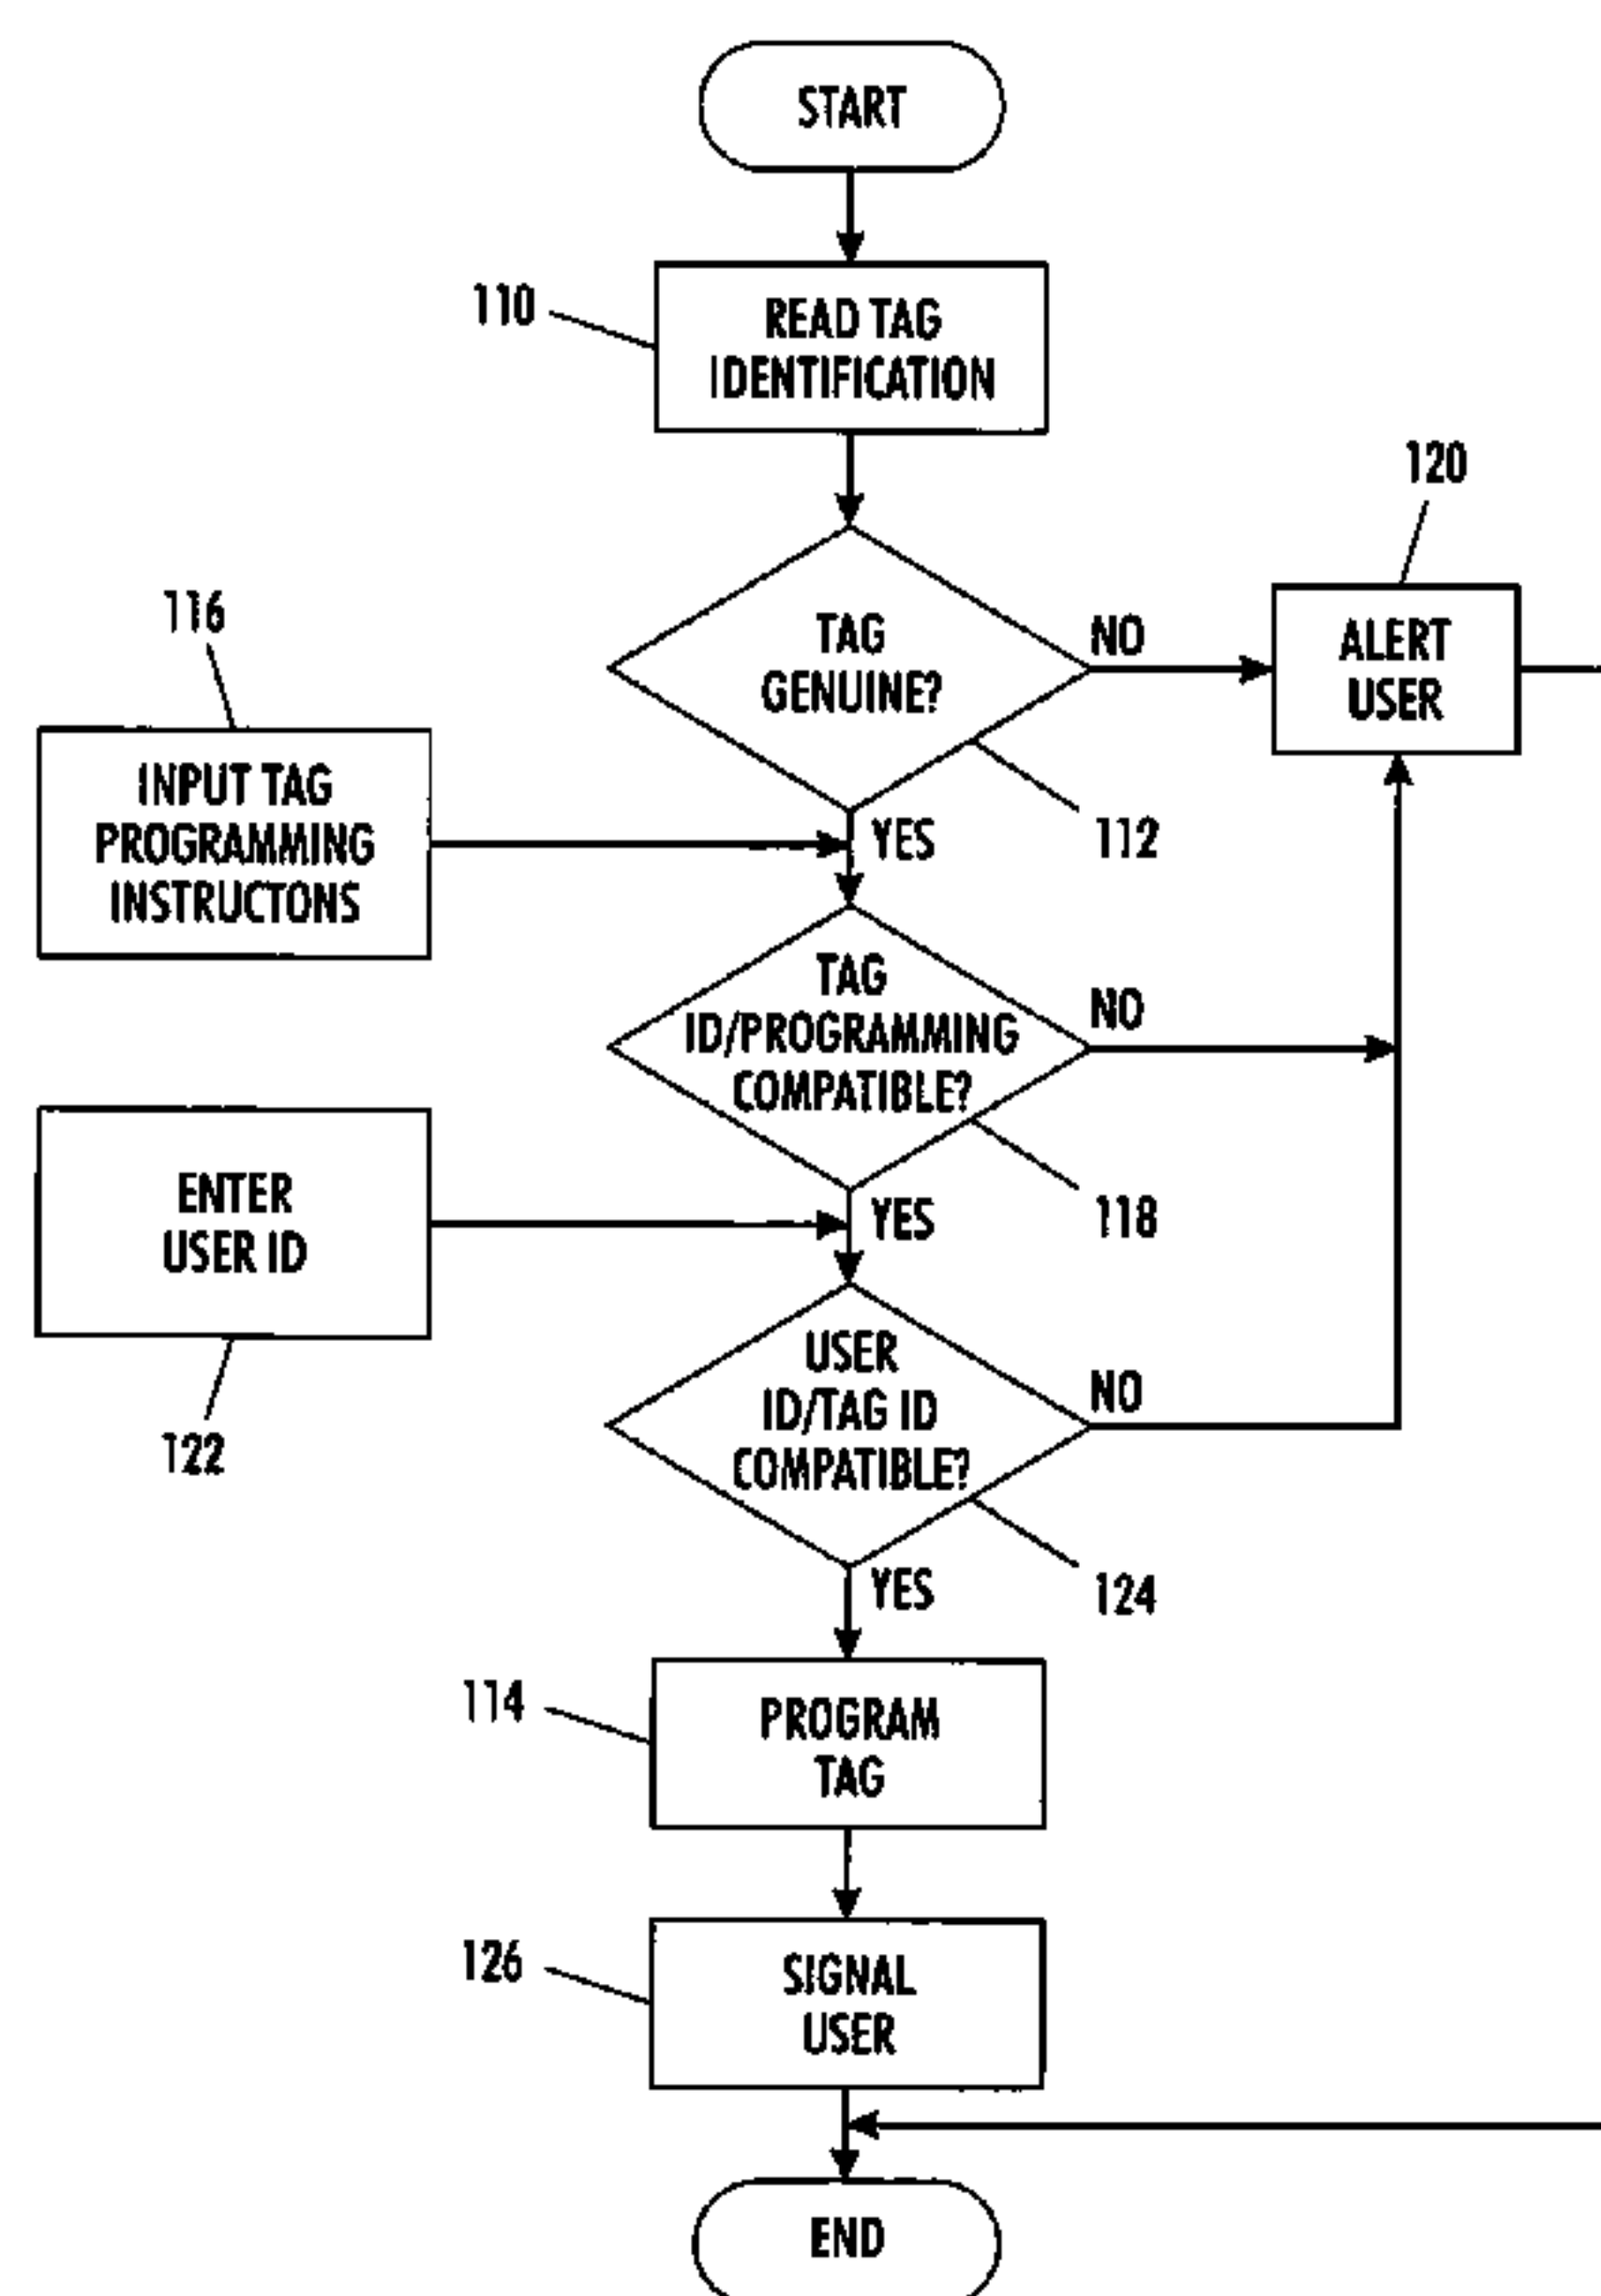 START
110
READ TAG
IDENTIFICATION
120
116
TAG
GENUINE?
NO
ALERT
USER
INPUT TAG
PROGRAMMING
INSTRUCTONS
YES
112
TAG
ID/PROGRAMMING
COMPATIBLE?
NO
ENTER
USER ID
YES
118
122
USER
ID/TAG ID
COMPATIBLE?
NO
YES
124
114
PROGRAM
TAG
126
SIGNAL
USER
END